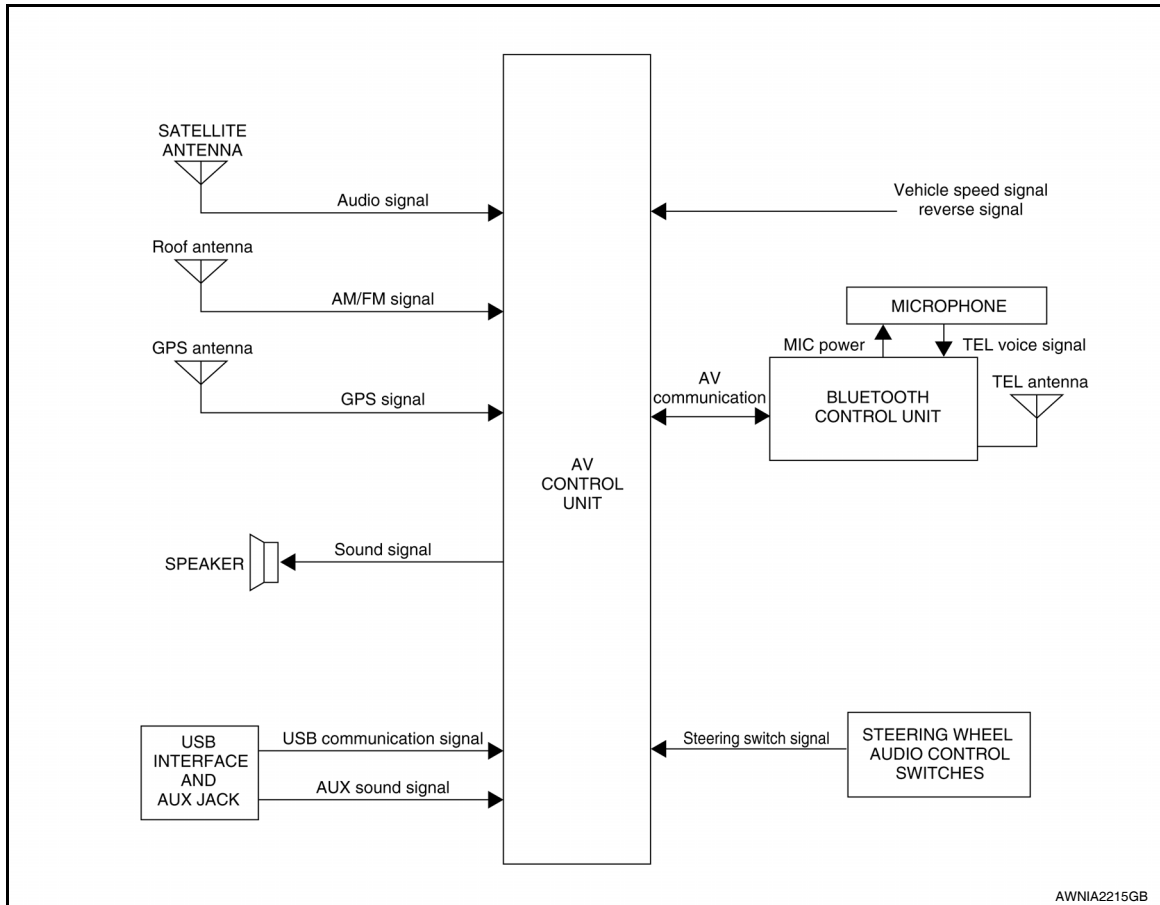 SATELLITE
ANTENNA
Audio signal
Roof antenna
AM/FM signal
GPS antenna
GPS signal
SPEAKER
Sound signal
USB
INTERFACE
AND
AUX JACK
USB communication signal
AUX sound signal
AV
CONTROL
UNIT
Vehicle speed signal
reverse signal
MICROPHONE
MIC power
TEL voice signal
AV
communication
BLUETOOTH
CONTROL UNIT
TEL antenna
Steering switch signal
STEERING WHEEL
AUDIO CONTROL
SWITCHES
AWNIA2215GB